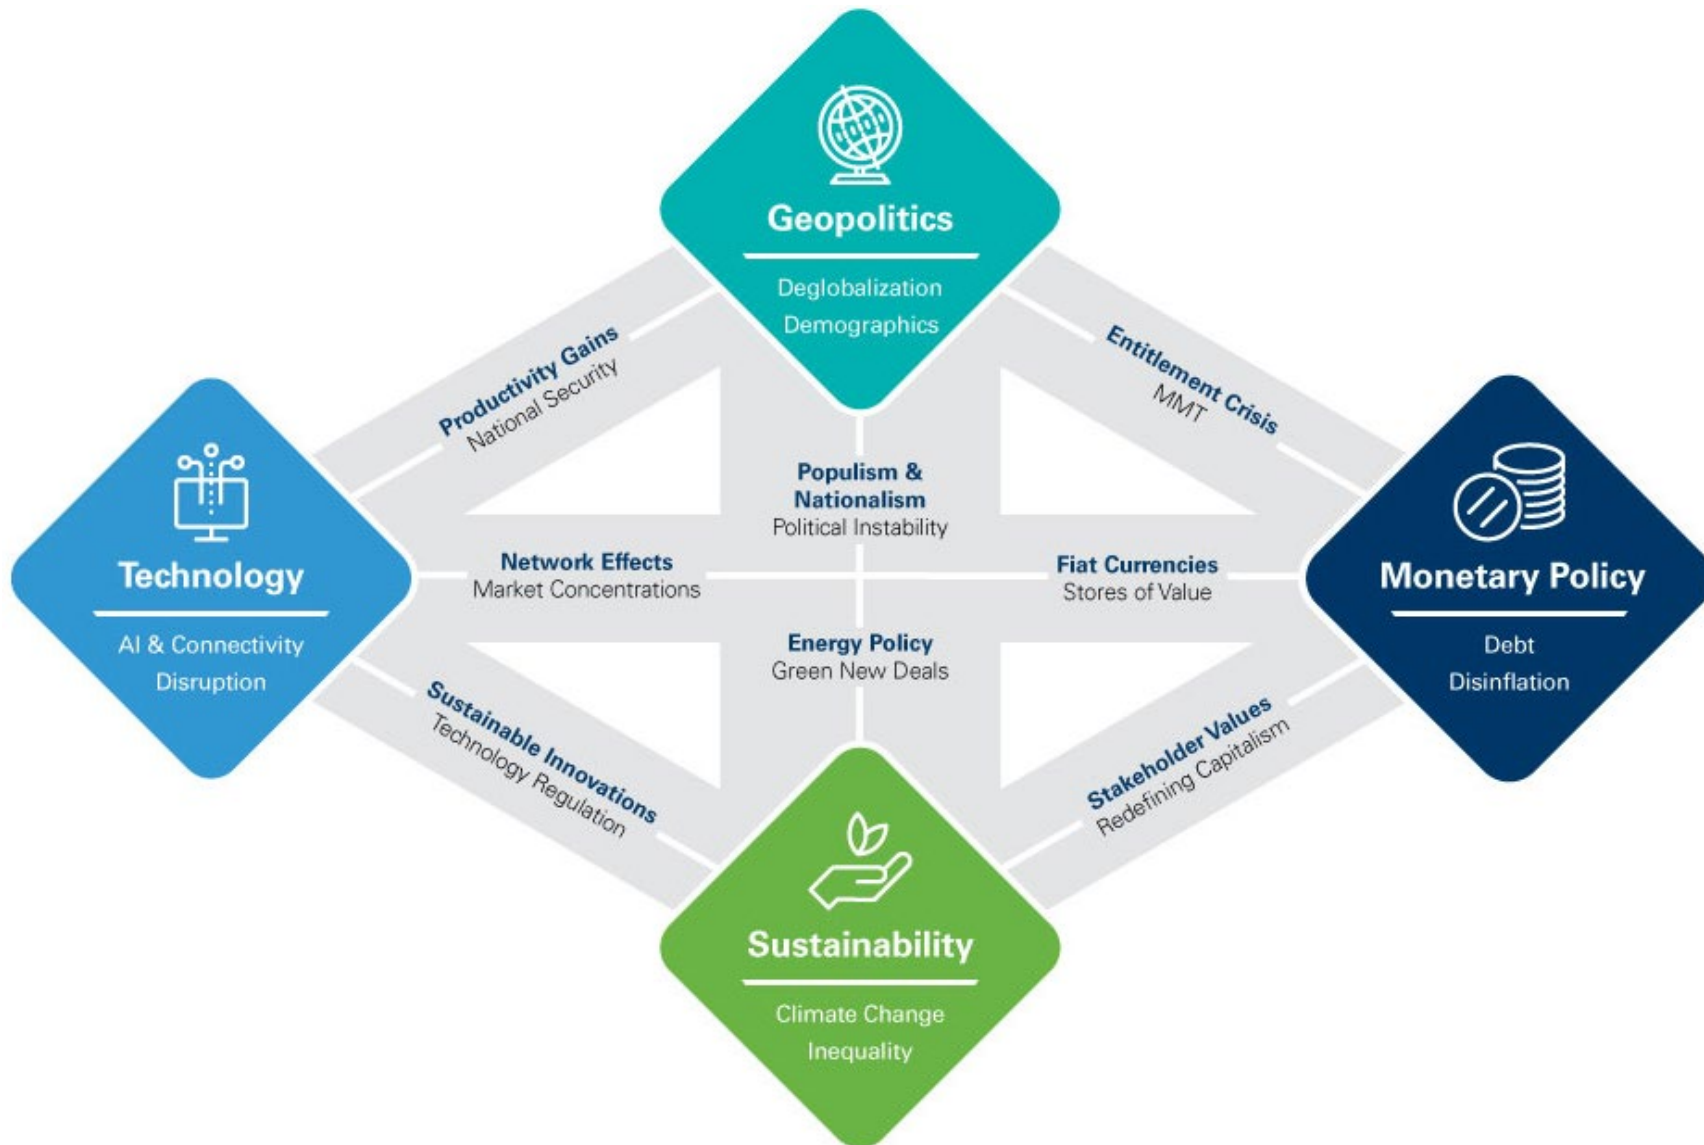 Geopolitics
Deglobalization
Demographics
Productivity Gains
National Security
Entitlement Crisis
MMT
Populism &
Nationalism
Political Instability
Technology
AI & Connectivity
Disruption
Network Effects
Market Concentrations
Fiat Currencies
Stores of Value
Monetary Policy
Debt
Disinflation
Energy Policy
Green New Deals
Sustainable Innovations
Technology Regulation
Stakeholder Values
Redefining Capitalism
Sustainability
Climate Change
Inequality